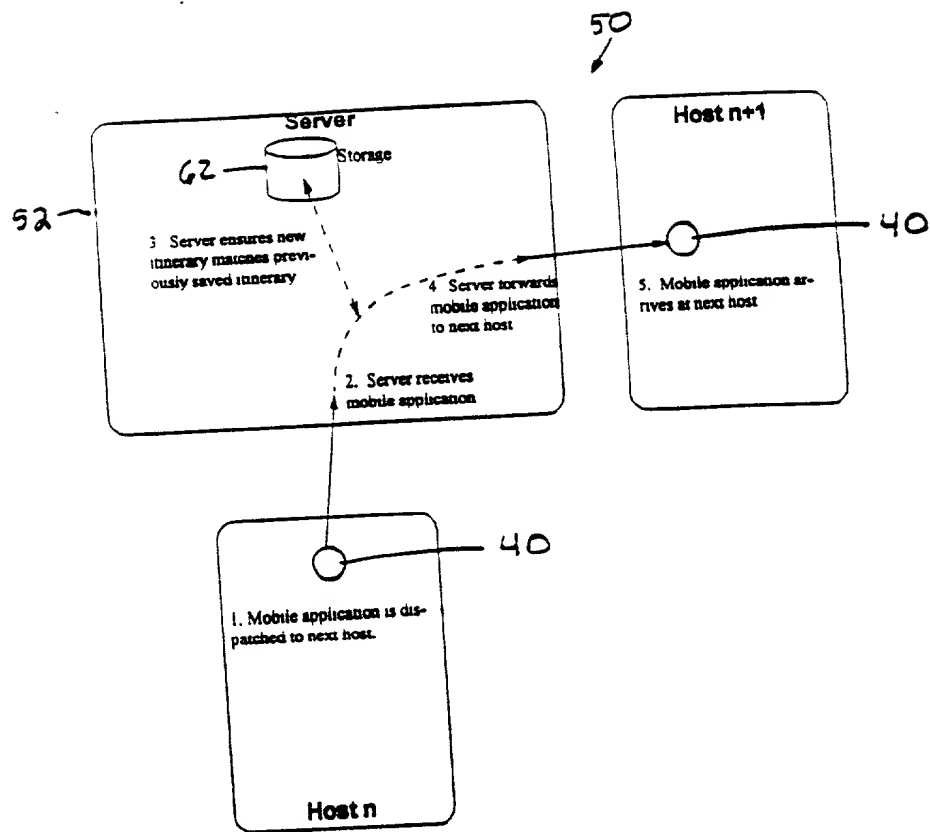 50
Server
Host n+1
Storage
62
52
40
3 Server ensures new
itinerary matches previ-
ously saved itinerary
4 Server forwards
mobile application
to next host
5. Mobile application ar-
rives at next host
2. Server receives
mobile application
40
1. Mobile application is dis-
patched to next host.
Host n